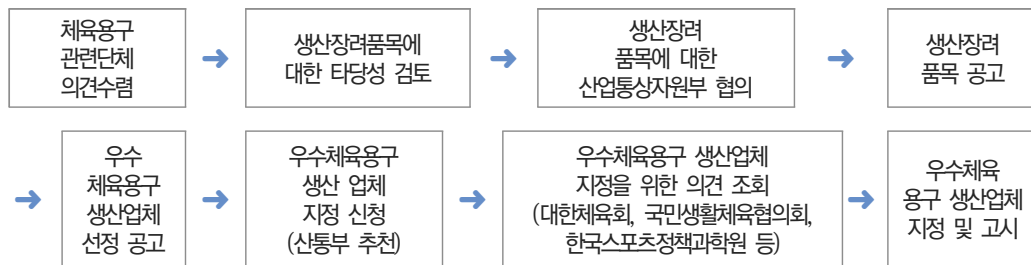 체육용구
관련단체
의견수렴
생산장려품목에
대한 타당성 검토
생산장려
품목에 대한
산업통상자원부 협의
생산장려
품목 공고
우수
체육용구
생산업체
선정 공고
우수체육용구
생산 업체
지정 신청
(산통부 추천)
우수체육용구 생산업체
지정을 위한 의견 조회
(대한체육회, 국민생활체육협의회,
한국스포츠정책과학원 등)
우수체육
용구 생산업체
지정 및 고시